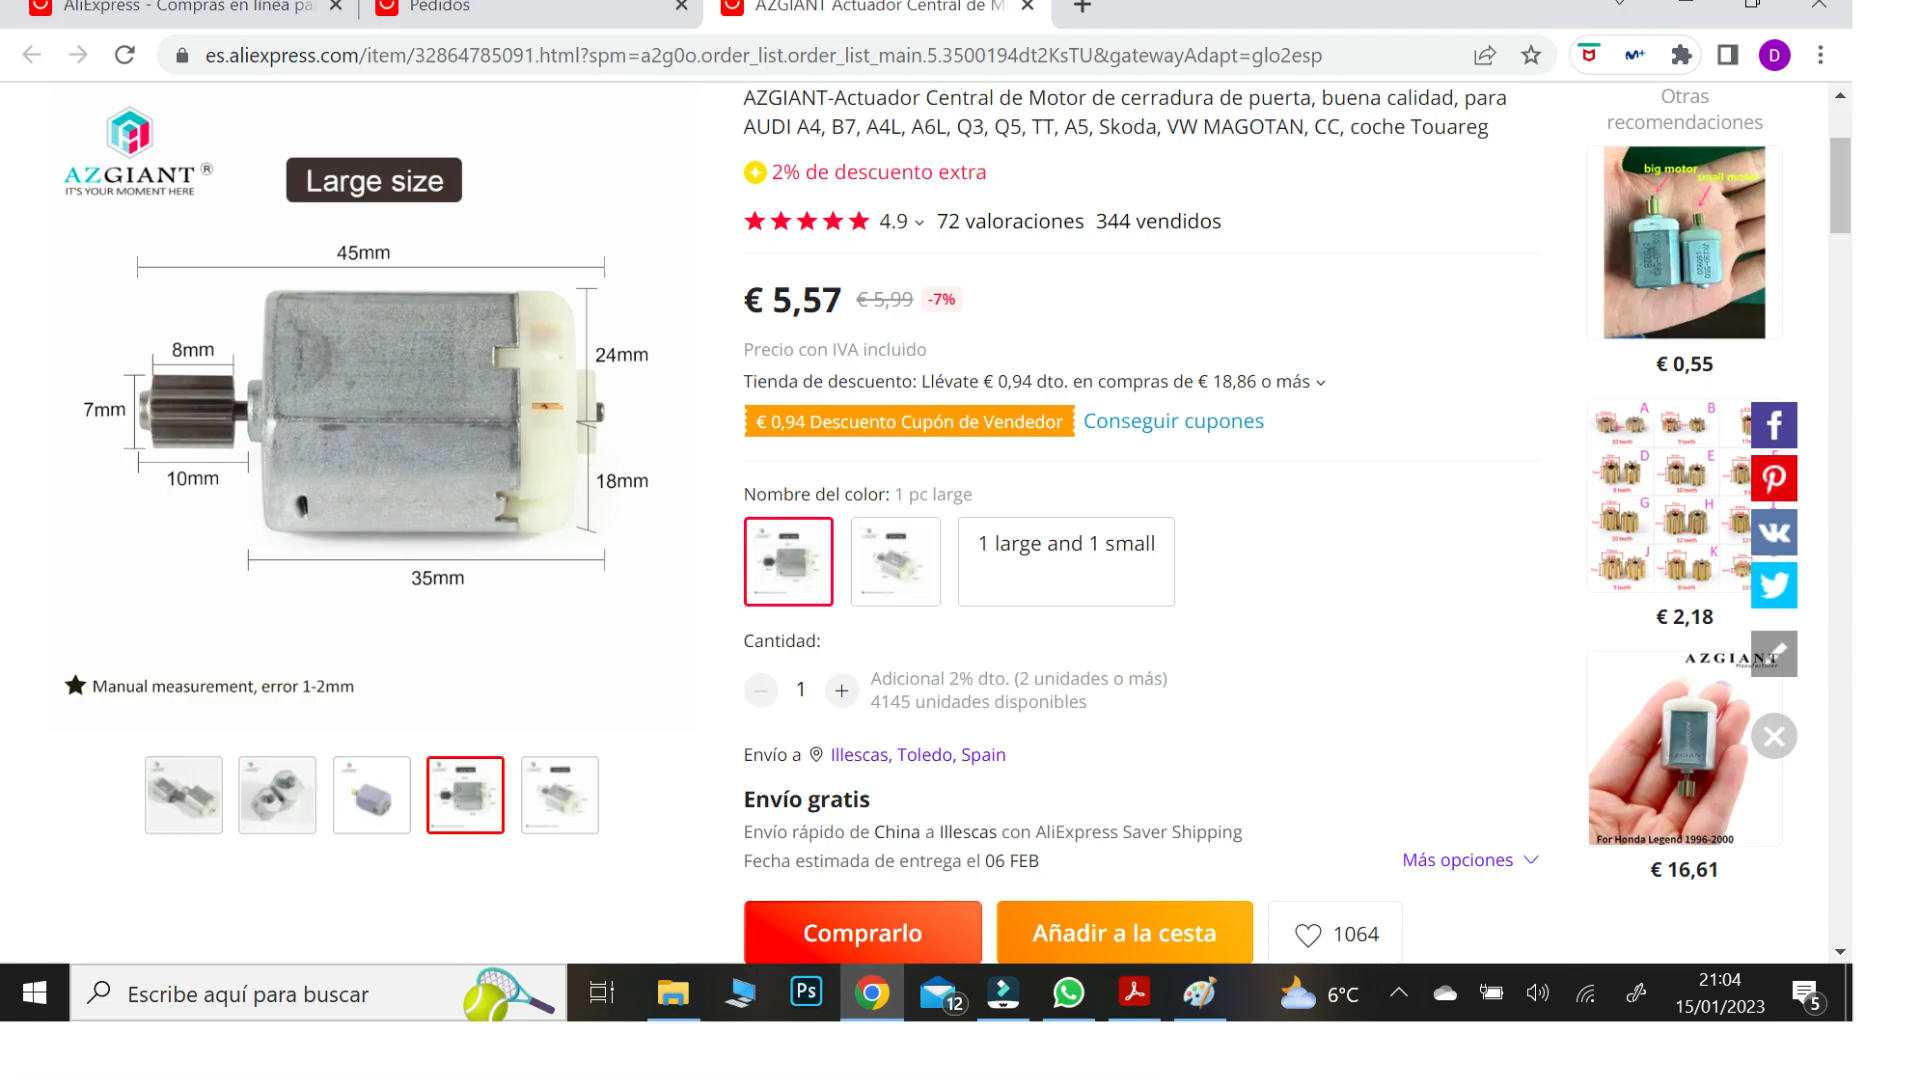 AliExpress - Compras en línea pa
Pedidos
AZGIANT Actuador Central de M
es.aliexpress.com/item/32864785091.html?spm=a2g0o.order_list.order_list_main.5.3500194dt2KsTU&gatewayAdapt=glo2esp
D
AZGIANT ®
IT'S YOUR MOMENT HERE
Large size
45mm
8mm
24mm
7mm
10mm
18mm
35mm
Manual measurement, error 1-2mm
AZGIANT-Actuador Central de Motor de cerradura de puerta, buena calidad, para
AUDI A4, B7, A4L, A6L, Q3, Q5, TT, A5, Skoda, VW MAGOTAN, CC, coche Touareg
2% de descuento extra
4.9 72 valoraciones 344 vendidos
€ 5,57 € 5,99 -7%
Precio con IVA incluido
Tienda de descuento: Llévate € 0,94 dto. en compras de € 18,86 o más
€ 0,94 Descuento Cupón de Vendedor Conseguir cupones
Nombre del color: 1 pc large
1 large and 1 small
Cantidad:
1
Adicional 2% dto. (2 unidades o más)
4145 unidades disponibles
Envío a Illescas, Toledo, Spain
Envío gratis
Envío rápido de China a Illescas con AliExpress Saver Shipping
Fecha estimada de entrega el 06 FEB
Más opciones
Comprarlo
Añadir a la cesta
1064
Otras
recomendaciones
big motor
small
€ 0,55
A B
D E
G H
J K
€ 2,18
AZGIANT
For Honda Legend 1996-2000
€ 16,61
Escribe aquí para buscar
Ps
12
6°C
21:04
15/01/2023
5